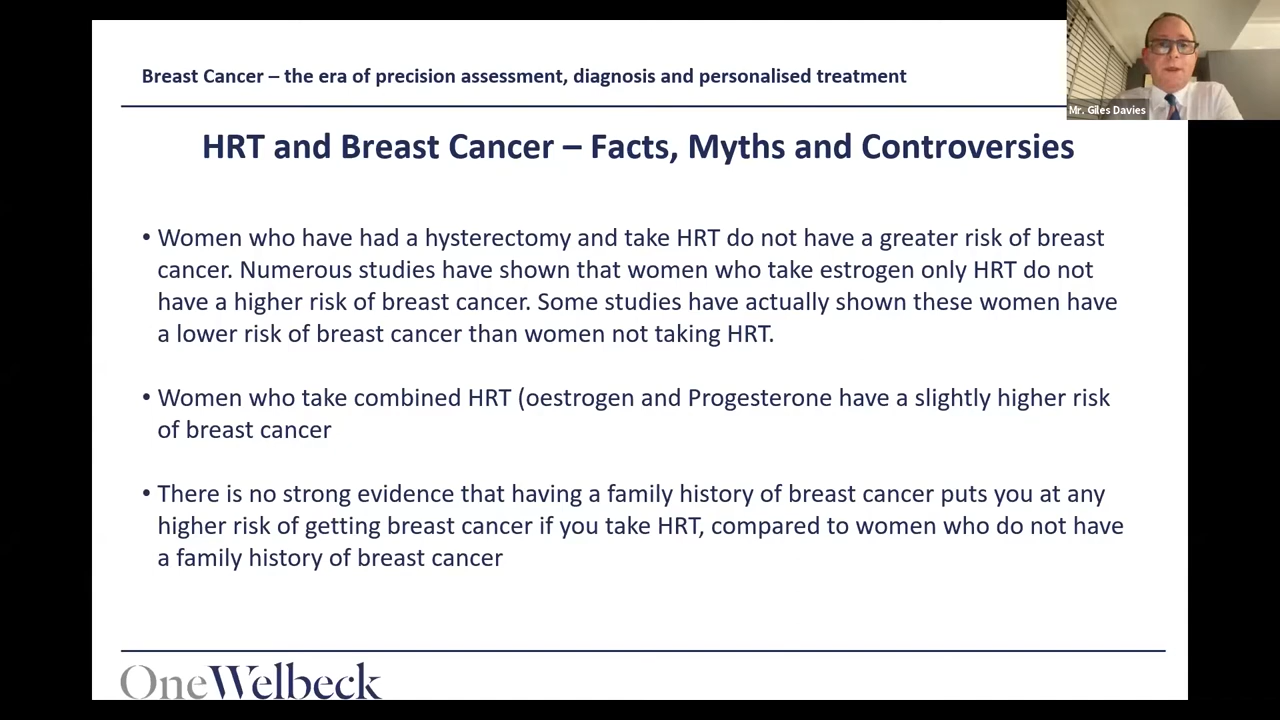 Breast Cancer – the era of precision assessment, diagnosis and personalised treatment
Mr. Giles Davies
HRT and Breast Cancer – Facts, Myths and Controversies
• Women who have had a hysterectomy and take HRT do not have a greater risk of breast
cancer. Numerous studies have shown that women who take estrogen only HRT do not
have a higher risk of breast cancer. Some studies have actually shown these women have
a lower risk of breast cancer than women not taking HRT.
• Women who take combined HRT (oestrogen and Progesterone have a slightly higher risk
of breast cancer
• There is no strong evidence that having a family history of breast cancer puts you at any
higher risk of getting breast cancer if you take HRT, compared to women who do not have
a family history of breast cancer
OneWelbeck